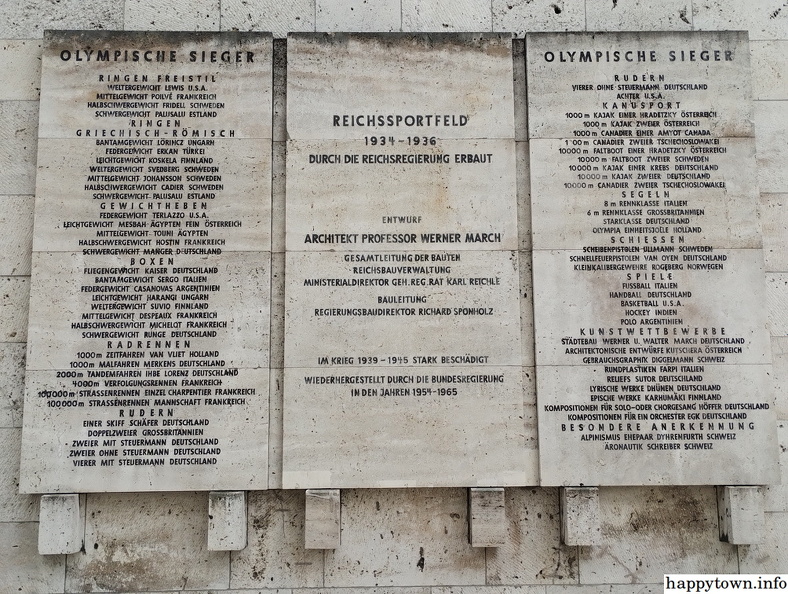 OLYMPISCHE SIEGER
RINGEN FREISTIL
WELTERGEWICHT LEWIS U.S.A.
MITTELGEWICHT POILVÉ FRANKREICH
HALBSCHWERGEWICHT FRIDELL SCHWEDEN
SCHWERGEWICHT PALUSALU ESTLAND
RINGEN
GRIECHISCH-RÖMISCH
BANTAMGEWICHT LÖRINCZ UNGARN
FEDERGEWICHT ERKAN TÜRKEI
LEICHTGEWICHT KOSKELA FINNLAND
WELTERGEWICHT SVEDBERG SCHWEDEN
MITTELGEWICHT JOHANSSON SCHWEDEN
HALBSCHWERGEWICHT CADIER SCHWEDEN
SCHWERGEWICHT PALUSALU ESTLAND
GEWICHTHEBEN
FEDERGEWICHT TERLAZZO U.S.A.
LEICHTGEWICHT MESBAH ÄGYPTEN FEIN ÖSTERREICH
MITTELGEWICHT TOUNI ÄGYPTEN
HALBSCHWERGEWICHT HOSTIN FRANKREICH
SCHWERGEWICHT MANGER DEUTSCHLAND
BOXEN
FLIEGENGEWICHT KAISER DEUTSCHLAND
BANTAMGEWICHT SERGO ITALIEN
FEDERGEWICHT CASANOVAS ARGENTINIEN
LEICHTGEWICHT HARANGI UNGARN
WELTERGEWICHT SUVIO FINNLAND
MITTELGEWICHT DESPEAUX FRANKREICH
HALBSCHWERGEWICHT MICHELOT FRANKREICH
SCHWERGEWICHT RUNGE DEUTSCHLAND
RADRENNEN
1000 m ZEITFAHREN VAN VLIET HOLLAND
1000 m MALFAHREN MERKENS DEUTSCHLAND
2000 m TANDEMFAHREN IHBE LORENZ DEUTSCHLAND
4000 m VERFOLGUNGSRENNEN FRANKREICH
100000 m STRASSENRENNEN EINZEL CHARPENTIER FRANKREICH
100000 m STRASSENRENNEN MANNSCHAFT FRANKREICH
RUDERN
EINER SKIFF SCHÄFER DEUTSCHLAND
DOPPELZWEIER GROSSBRITANNIEN
ZWEIER MIT STEUERMANN DEUTSCHLAND
ZWEIER OHNE STEUERMANN DEUTSCHLAND
VIERER MIT STEUERMANN DEUTSCHLAND
REICHSSPORTFELD
1934-1936
DURCH DIE REICHSREGIERUNG ERBAUT
ENTWURF
ARCHITEKT PROFESSOR WERNER MARCH
GESAMTLEITUNG DER BAUTEN
REICHSBAUVERWALTUNG
MINISTERIALDIREKTOR GEH. REG. RAT KARL REICHLE
BAULEITUNG
REGIERUNGSBAUDIREKTOR RICHARD SPONHOLZ
IM KRIEG 1939-1945 STARK BESCHÄDIGT
WIEDERHERGESTELLT DURCH DIE BUNDESREGIERUNG
IN DEN JAHREN 1954-1965
OLYMPISCHE SIEGER
RUDERN
VIERER OHNE STEUERMANN DEUTSCHLAND
ACHTER U.S.A.
KANUSPORT
1000 m KAJAK EINER HRADETZKY ÖSTERREICH
1000 m KAJAK ZWEIER ÖSTERREICH
1000 m CANADIER EINER AMYOT CANADA
1000 m CANADIER ZWEIER TSCHECHOSLOWAKEI
10000 m FALTBOOT EINER HRADETZKY ÖSTERREICH
10000 m FALTBOOT ZWEIER SCHWEDEN
10000 m KAJAK EINER KREBS DEUTSCHLAND
10000 m KAJAK ZWEIER DEUTSCHLAND
10000 m CANADIER ZWEIER TSCHECHOSLOWAKEI
SEGELN
8 m RENNKLASSE ITALIEN
6 m RENNKLASSE GROSSBRITANNIEN
STARKLASSE DEUTSCHLAND
OLYMPIA EINHEITSJOLLE HOLLAND
SCHIESSEN
SCHEIBENPISTOLEN ULLMANN SCHWEDEN
SCHNELLFEUERPISTOLEN VAN OYEN DEUTSCHLAND
KLEINKALIBERGEWEHRE ROGEBERG NORWEGEN
SPIELE
FUSSBALL ITALIEN
HANDBALL DEUTSCHLAND
BASKETBALL U.S.A.
HOCKEY INDIEN
POLO ARGENTINIEN
KUNSTWETTBEWERBE
STÄDTEBAU WERNER U. WALTER MARCH DEUTSCHLAND
ARCHITEKTONISCHE ENTWÜRFE KUTSCHERA ÖSTERREICH
GEBRAUCHSGRAPHIK DIGGELMANN SCHWEIZ
RUNDPLASTIKEN FARPI ITALIEN
RELIEFS SUTOR DEUTSCHLAND
LYRISCHE WERKE DHÜNEN DEUTSCHLAND
EPISCHE WERKE KARHUMÄKI FINNLAND
KOMPOSITIONEN FÜR SOLO-ODER CHORGESANG HÖFFER DEUTSCHLAND
KOMPOSITIONEN FÜR EIN ORCHESTER EGK DEUTSCHLAND
BESONDERE ANERKENNUNG
ALPINISMUS EHEPAAR DYHRENFURTH SCHWEIZ
ÄRONAUTIK SCHREIBER SCHWEIZ
happytown.info